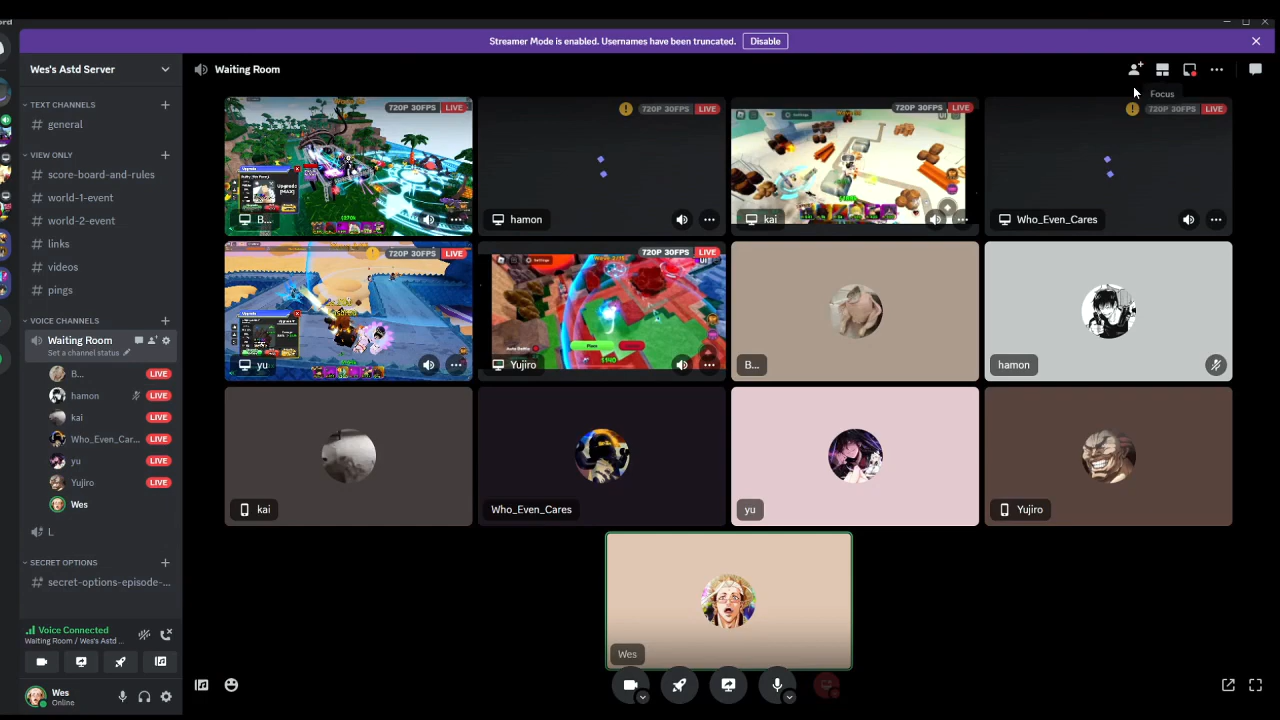 Streamer Mode is enabled. Usernames have been truncated. Disable
Wes's Astd Server
Waiting Room
Focus
TEXT CHANNELS
general
VIEW ONLY
score-board-and-rules
world-1-event
world-2-event
links
videos
pings
VOICE CHANNELS
Waiting Room
Set a channel status
B... LIVE
hamon LIVE
kai LIVE
Who_Even_Car... LIVE
yu LIVE
Yujiro LIVE
Wes
L
SECRET OPTIONS
secret-options-episode-...
Voice Connected
Waiting Room / Wes's Astd ...
Wes
Online
720P 30FPS LIVE
B...
720P 30FPS LIVE
hamon
720P 30FPS LIVE
kai
720P 30FPS LIVE
Who_Even_Cares
720P 30FPS LIVE
yu
720P 30FPS LIVE
Yujiro
B...
hamon
kai
Who_Even_Cares
yu
Yujiro
Wes